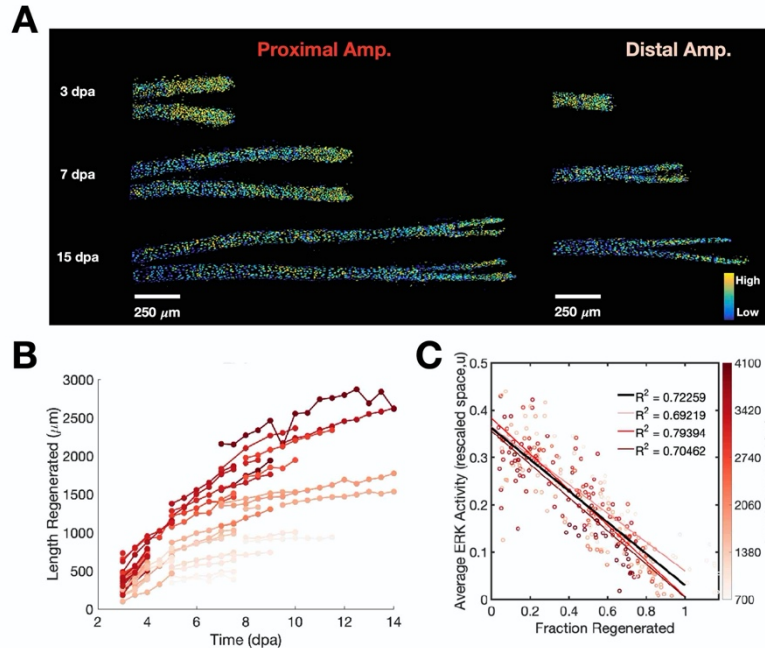 A
Proximal Amp.
Distal Amp.
3 dpa
7 dpa
15 dpa
250 μm
250 μm
High
Low
B
3000
2500
2000
1500
1000
500
0
Length Regenerated (μm)
2 4 6 8 10 12 14
Time (dpa)
C
0.5
0.4
0.3
0.2
0.1
0
Average ERK Activity (rescaled space,u)
R² = 0.72259
R² = 0.69219
R² = 0.79394
R² = 0.70462
0 0.2 0.4 0.6 0.8 1
Fraction Regenerated
4100
3420
2740
2060
1380
700